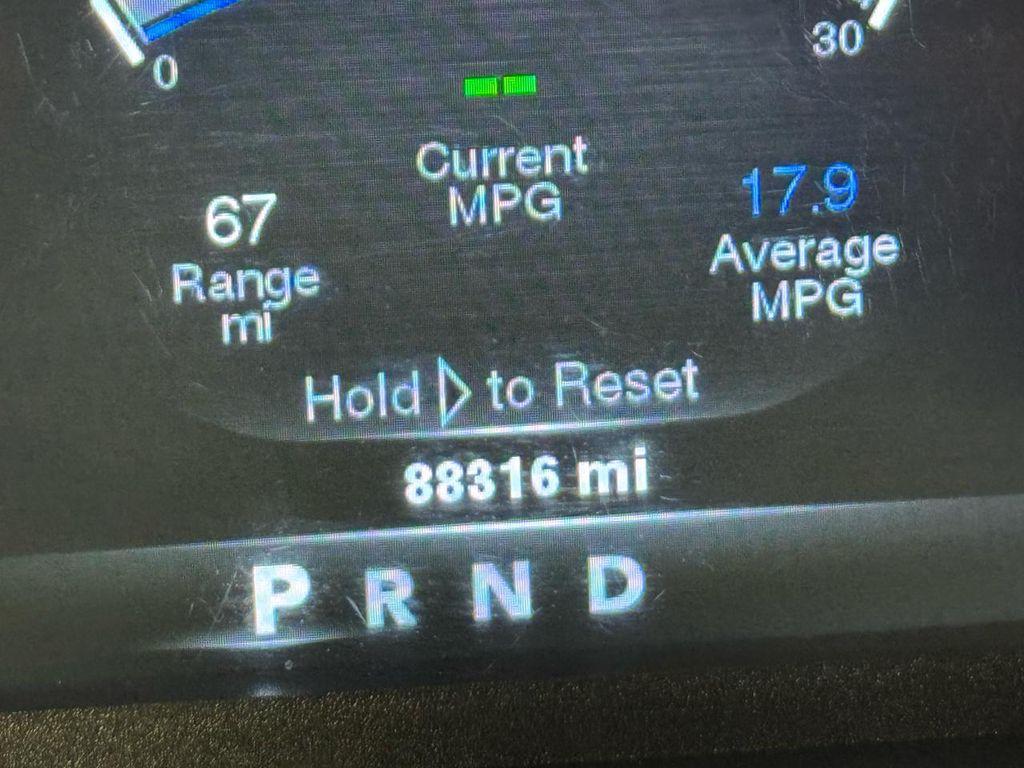 0
30
Current
MPG
67
Range
mi
17.9
Average
MPG
Hold ▷ to Reset
88316 mi
P R N D